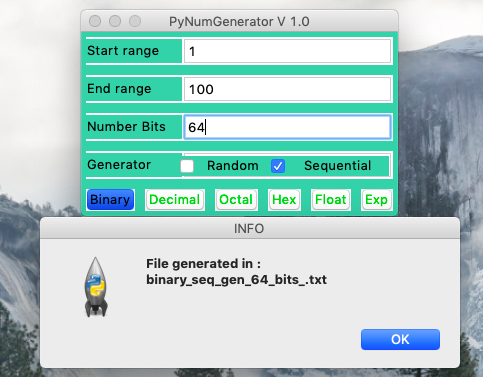 PyNumGenerator V 1.0
Start range 1
End range 100
Number Bits 64
Generator Random Sequential
Binary Decimal Octal Hex Float Exp
INFO
File generated in :
binary_seq_gen_64_bits_.txt
OK